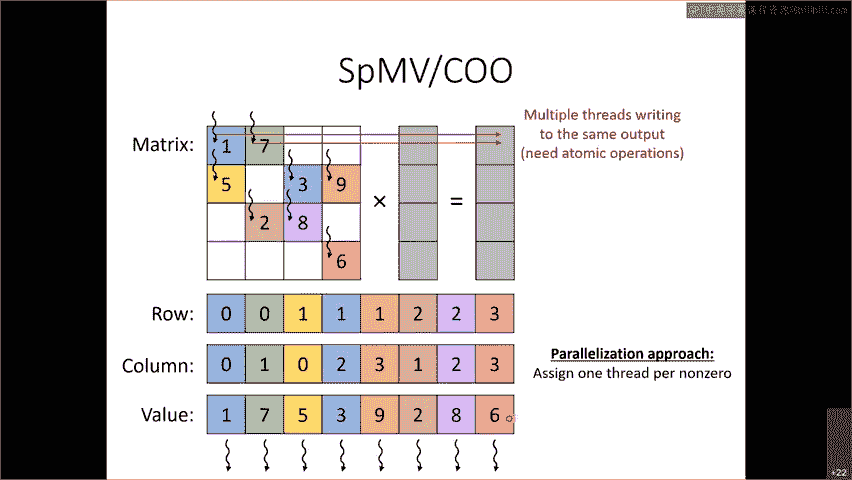 SpMV/COO
Matrix:
1 7
5 3 9
2 8
6
×
=
Multiple threads writing
to the same output
(need atomic operations)
Row: 0 0 1 1 1 2 2 3
Column: 0 1 0 2 3 1 2 3
Value: 1 7 5 3 9 2 8 6
Parallelization approach:
Assign one thread per nonzero
+22